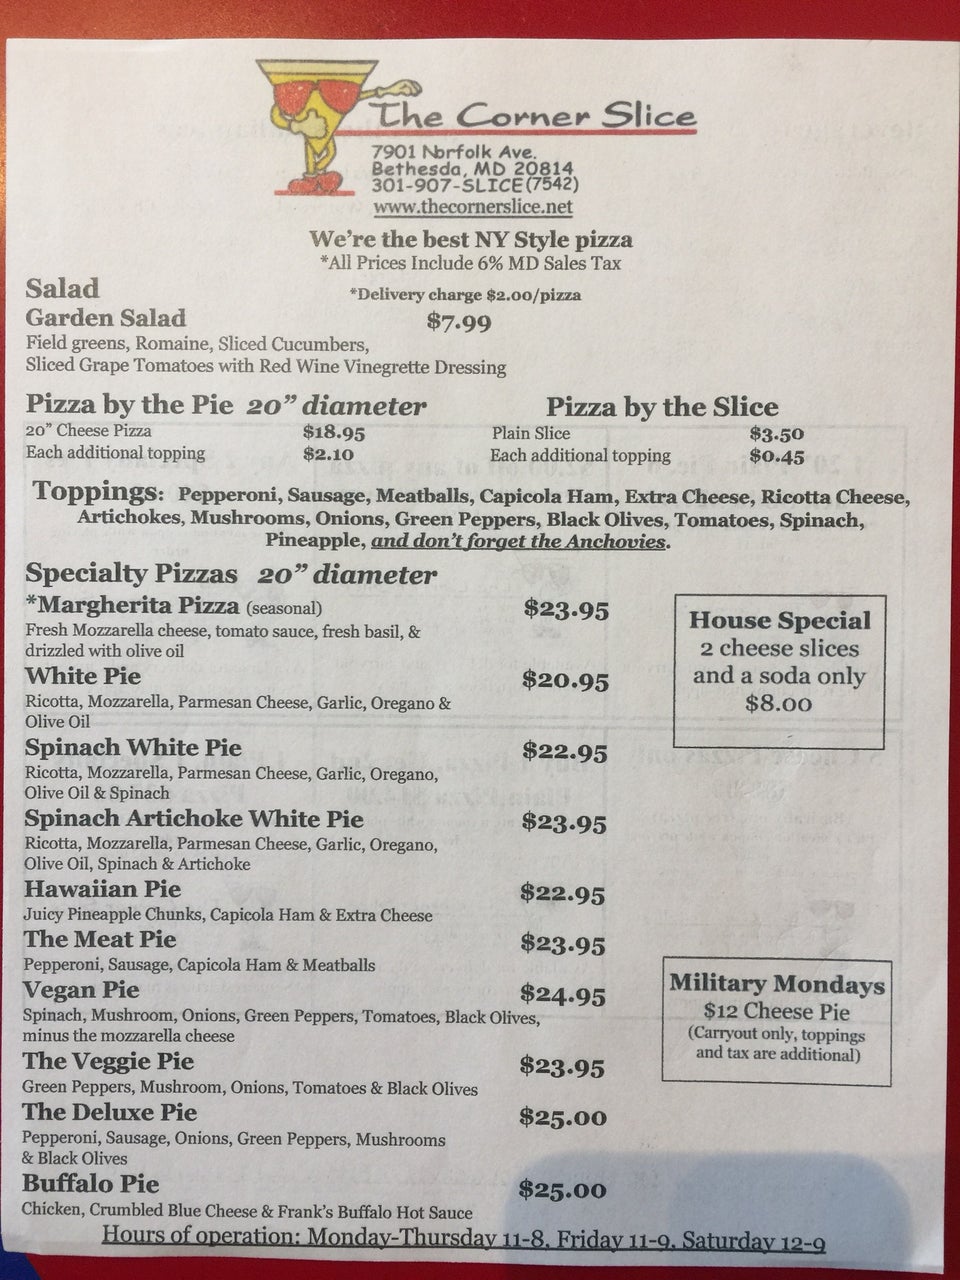 The Corner Slice
7901 Norfolk Ave.
Bethesda, MD 20814
301-907-SLICE (7542)
www.thecornerslice.net
We're the best NY Style pizza
*All Prices Include 6% MD Sales Tax
Salad
*Delivery charge $2.00/pizza
Garden Salad $7.99
Field greens, Romaine, Sliced Cucumbers,
Sliced Grape Tomatoes with Red Wine Vinegrette Dressing
Pizza by the Pie 20" diameter
20" Cheese Pizza $18.95
Each additional topping $2.10
Pizza by the Slice
Plain Slice $3.50
Each additional topping $0.45
Toppings: Pepperoni, Sausage, Meatballs, Capicola Ham, Extra Cheese, Ricotta Cheese,
Artichokes, Mushrooms, Onions, Green Peppers, Black Olives, Tomatoes, Spinach,
Pineapple, and don't forget the Anchovies.
Specialty Pizzas 20" diameter
*Margherita Pizza (seasonal) $23.95
Fresh Mozzarella cheese, tomato sauce, fresh basil, &
drizzled with olive oil
White Pie $20.95
Ricotta, Mozzarella, Parmesan Cheese, Garlic, Oregano &
Olive Oil
Spinach White Pie $22.95
Ricotta, Mozzarella, Parmesan Cheese, Garlic, Oregano,
Olive Oil & Spinach
Spinach Artichoke White Pie $23.95
Ricotta, Mozzarella, Parmesan Cheese, Garlic, Oregano,
Olive Oil, Spinach & Artichoke
Hawaiian Pie $22.95
Juicy Pineapple Chunks, Capicola Ham & Extra Cheese
The Meat Pie $23.95
Pepperoni, Sausage, Capicola Ham & Meatballs
Vegan Pie $24.95
Spinach, Mushroom, Onions, Green Peppers, Tomatoes, Black Olives,
minus the mozzarella cheese
The Veggie Pie $23.95
Green Peppers, Mushroom, Onions, Tomatoes & Black Olives
The Deluxe Pie $25.00
Pepperoni, Sausage, Onions, Green Peppers, Mushrooms
& Black Olives
Buffalo Pie $25.00
Chicken, Crumbled Blue Cheese & Frank's Buffalo Hot Sauce
House Special
2 cheese slices
and a soda only
$8.00
Military Mondays
$12 Cheese Pie
(Carryout only, toppings
and tax are additional)
Hours of operation: Monday-Thursday 11-8, Friday 11-9, Saturday 12-9